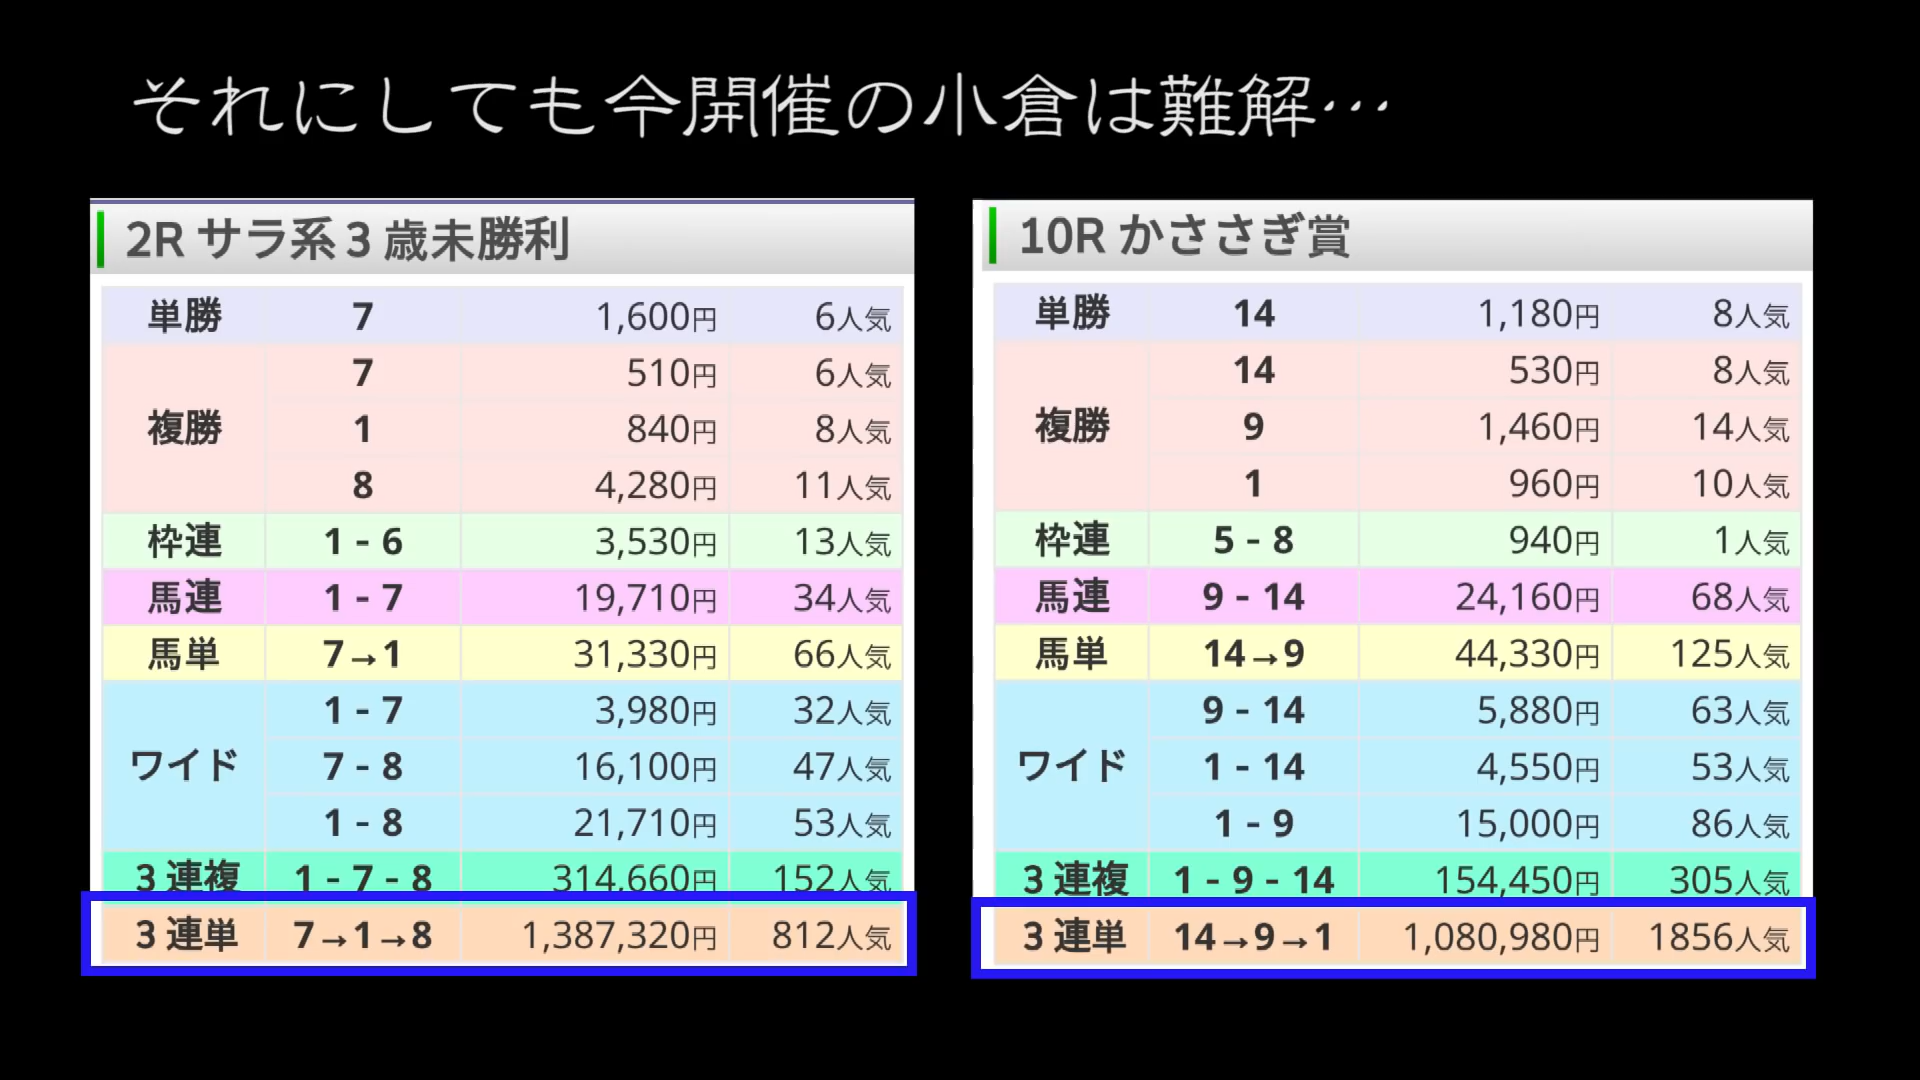 それにしても今開催の小倉は難解…
2R サラ系３歳未勝利
単勝 7 1,600円 6人気
複勝 7 510円 6人気
1 840円 8人気
8 4,280円 11人気
枠連 1 - 6 3,530円 13人気
馬連 1 - 7 19,710円 34人気
馬単 7→1 31,330円 66人気
ワイド 1 - 7 3,980円 32人気
7 - 8 16,100円 47人気
1 - 8 21,710円 53人気
３連複 1 - 7 - 8 314,660円 152人気
３連単 7→1→8 1,387,320円 812人気
10R かささぎ賞
単勝 14 1,180円 8人気
複勝 14 530円 8人気
9 1,460円 14人気
1 960円 10人気
枠連 5 - 8 940円 1人気
馬連 9 - 14 24,160円 68人気
馬単 14→9 44,330円 125人気
ワイド 9 - 14 5,880円 63人気
1 - 14 4,550円 53人気
1 - 9 15,000円 86人気
３連複 1 - 9 - 14 154,450円 305人気
３連単 14→9→1 1,080,980円 1856人気